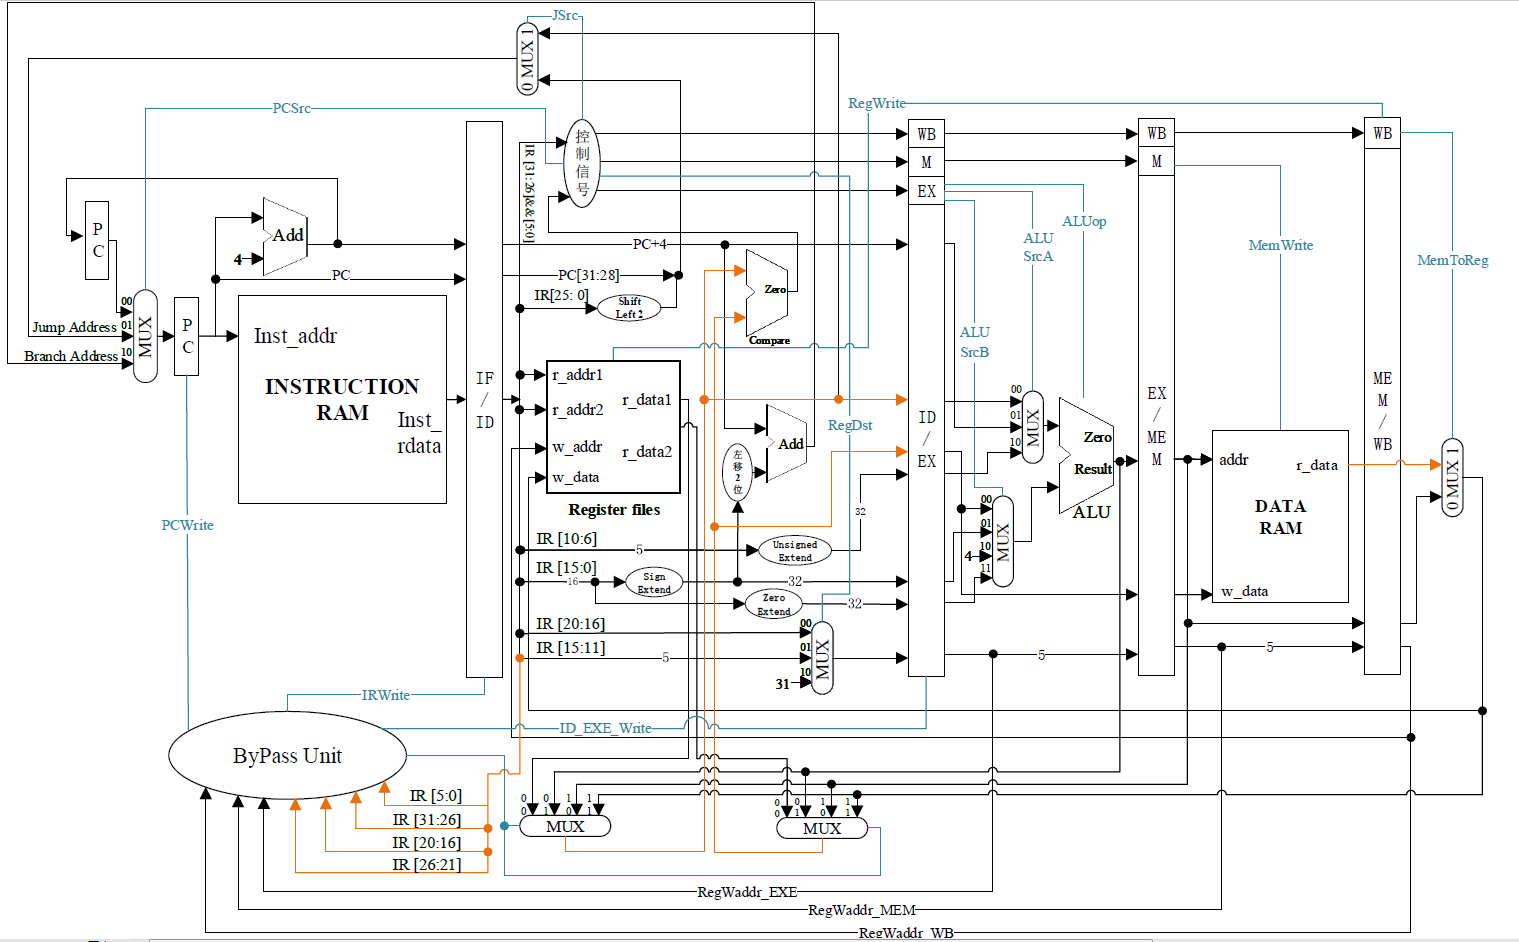 JSrc
0 MUX 1
PCSrc
RegWrite
控制信号
IR [31:26]&&[5:0]
WB
M
EX
WB
M
WB
PC
Add
4
PC
PC+4
PC[31:28]
IR[25: 0]
Shift
Left 2
Zero
Compare
ALUop
ALU
SrcA
ALU
SrcB
MemWrite
MemToReg
00
01
10
Jump Address
Branch Address
MUX
PC
Inst_addr
INSTRUCTION
RAM
Inst_
rdata
IF
/
ID
r_addr1
r_addr2
w_addr
w_data
r_data1
r_data2
Register files
RegDst
Add
左移2位
ID
/
EX
00
01
10
MUX
Zero
Result
ALU
00
01
4
10
11
MUX
EX
/
ME
M
addr
r_data
DATA
RAM
w_data
ME
M
/
WB
0 MUX 1
PCWrite
IR [10:6]
5
Unsigned
Extend
32
IR [15:0]
16
Sign
Extend
32
Zero
Extend
32
IR [20:16]
IR [15:11]
5
00
01
10
31
MUX
5
5
IRWrite
ID_EXE_Write
ByPass Unit
IR [5:0]
IR [31:26]
IR [20:16]
IR [26:21]
0 0 1 1
0 1 0 1
MUX
0 0 1 1
0 1 0 1
MUX
RegWaddr_EXE
RegWaddr_MEM
RegWaddr_WB